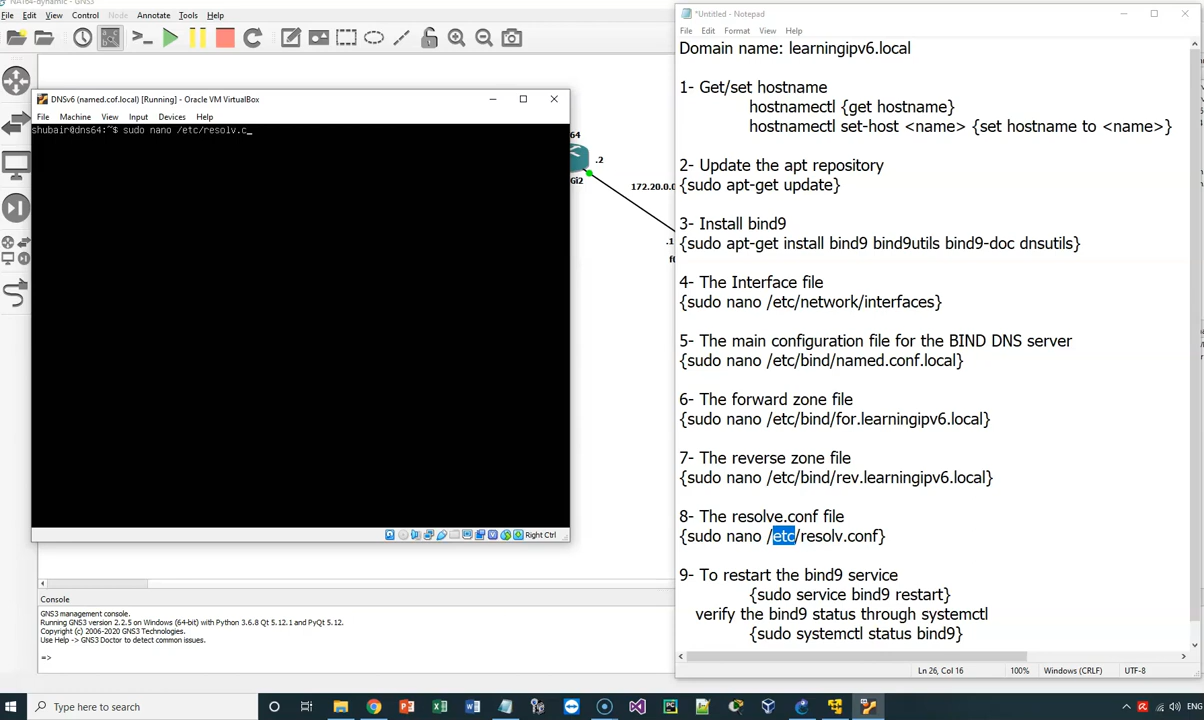 NAT64-dynamic
File Edit View Control Node Annotate Tools Help
*Untitled - Notepad
File Edit Format View Help
DNSv6 (named.cof.local) [Running] - Oracle VM VirtualBox
File Machine View Input Devices Help
shubair@dns64:~$ sudo nano /etc/resolv.c_
Right Ctrl
64
.2
Gi2
172.20.0.0
.1
Domain name: learningipv6.local
1- Get/set hostname
hostnamectl {get hostname}
hostnamectl set-host <name> {set hostname to <name>}
2- Update the apt repository
{sudo apt-get update}
3- Install bind9
{sudo apt-get install bind9 bind9utils bind9-doc dnsutils}
4- The Interface file
{sudo nano /etc/network/interfaces}
5- The main configuration file for the BIND DNS server
{sudo nano /etc/bind/named.conf.local}
6- The forward zone file
{sudo nano /etc/bind/for.learningipv6.local}
7- The reverse zone file
{sudo nano /etc/bind/rev.learningipv6.local}
8- The resolve.conf file
{sudo nano /etc/resolv.conf}
9- To restart the bind9 service
{sudo service bind9 restart}
verify the bind9 status through systemctl
{sudo systemctl status bind9}
Ln 26, Col 16 100% Windows (CRLF) UTF-8
Console
GNS3 management console.
Running GNS3 version 2.2.5 on Windows (64-bit) with Python 3.6.8 Qt 5.12.1 and PyQt 5.12.
Copyright (c) 2006-2020 GNS3 Technologies.
Use Help -> GNS3 Doctor to detect common issues.
=>
Type here to search
ENG